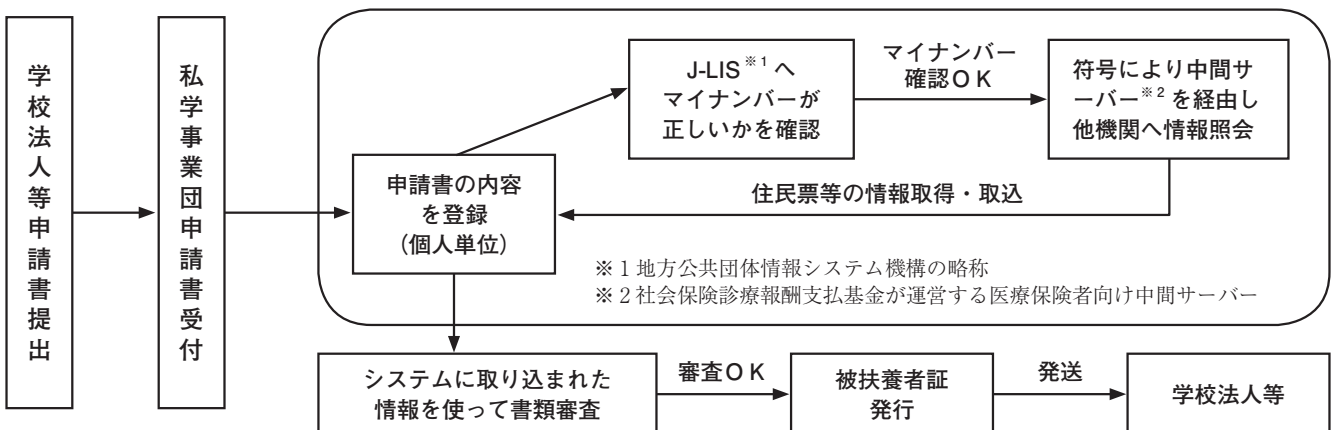 学校法人等申請書提出
私学事業団申請書受付
申請書の内容
を登録
（個人単位）
J-LIS※1へ
マイナンバーが
正しいかを確認
マイナンバー
確認ＯＫ
符号により中間サ
ーバー※2を経由し
他機関へ情報照会
住民票等の情報取得・取込
※１地方公共団体情報システム機構の略称
※２社会保険診療報酬支払基金が運営する医療保険者向け中間サーバー
システムに取り込まれた
情報を使って書類審査
審査ＯＫ
被扶養者証
発行
発送
学校法人等